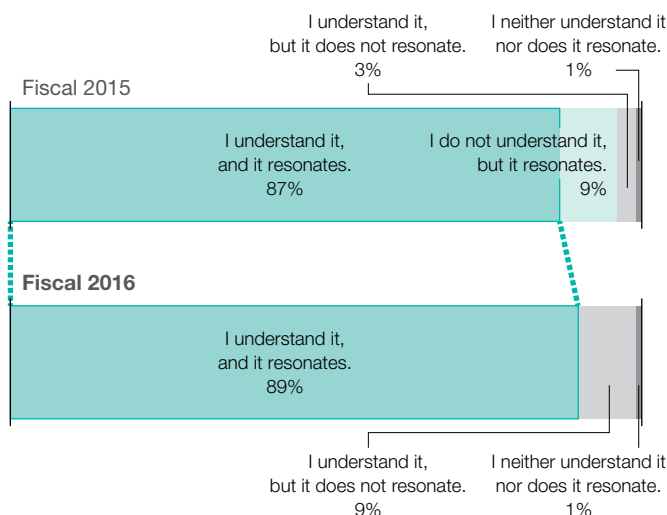 I understand it,
but it does not resonate.
3%
I neither understand it
nor does it resonate.
1%
Fiscal 2015
I understand it,
and it resonates.
87%
I do not understand it,
but it resonates.
9%
Fiscal 2016
I understand it,
and it resonates.
89%
I understand it,
but it does not resonate.
9%
I neither understand it
nor does it resonate.
1%